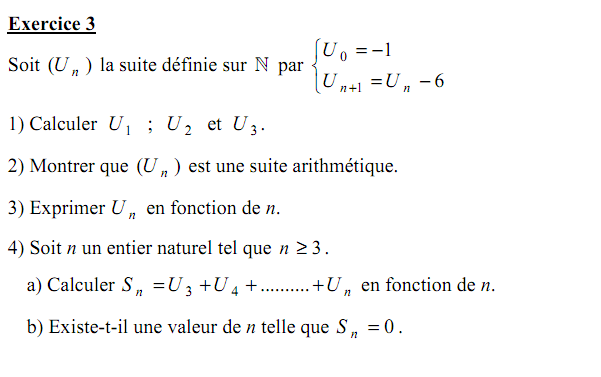 Exercice 3
Soit (U_n) la suite définie sur ℕ par { U_0 = −1
U_{n+1} = U_n − 6
1) Calculer U_1 ; U_2 et U_3.
2) Montrer que (U_n) est une suite arithmétique.
3) Exprimer U_n en fonction de n.
4) Soit n un entier naturel tel que n ≥ 3.
a) Calculer S_n = U_3 + U_4 + .......... + U_n en fonction de n.
b) Existe-t-il une valeur de n telle que S_n = 0.